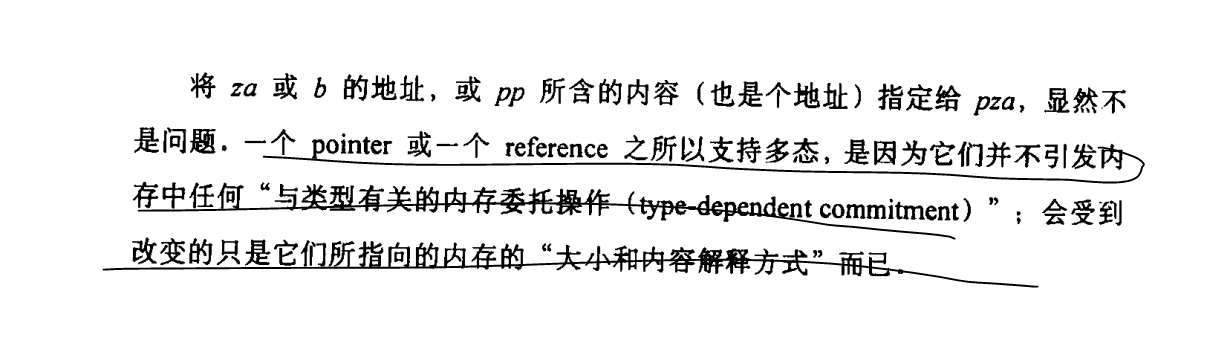 将 za 或 b 的地址，或 pp 所含的内容（也是个地址）指定给 pza，显然不
是问题．一个 pointer 或一个 reference 之所以支持多态，是因为它们并不引发内
存中任何“与类型有关的内存委托操作（type-dependent commitment）”；会受到
改变的只是它们所指向的内存的“大小和内容解释方式”而已．